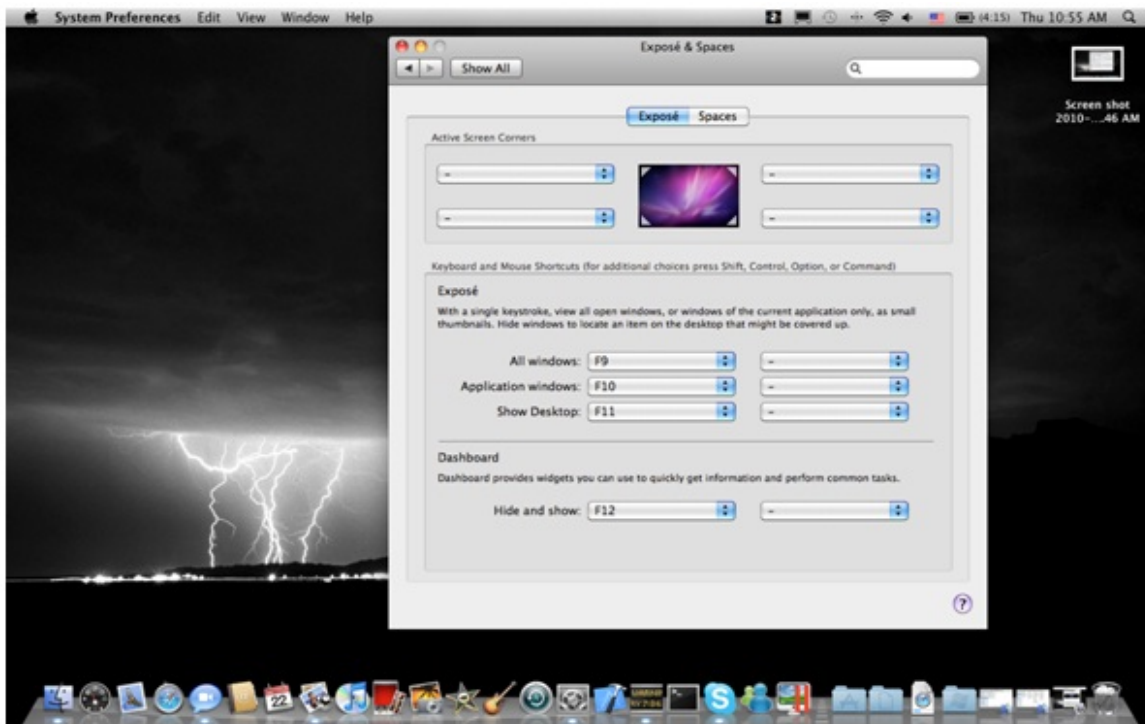 System Preferences Edit View Window Help (4:15) Thu 10:55 AM
Exposé & Spaces
Show All
Screen shot
2010-....46 AM
Exposé Spaces
Active Screen Corners
- -
- -
Keyboard and Mouse Shortcuts (for additional choices press Shift, Control, Option, or Command)
Exposé
With a single keystroke, view all open windows, or windows of the current application only, as small
thumbnails. Hide windows to locate an item on the desktop that might be covered up.
All windows: F9 -
Application windows: F10 -
Show Desktop: F11 -
Dashboard
Dashboard provides widgets you can use to quickly get information and perform common tasks.
Hide and show: F12 -
?
22